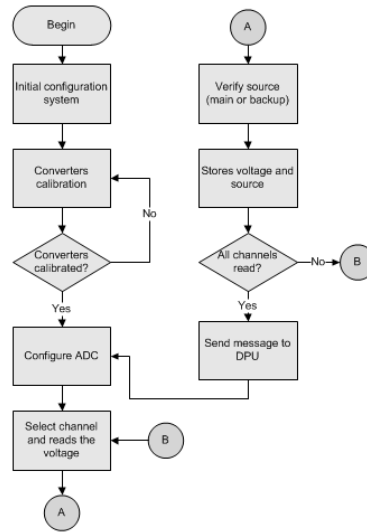 Begin
Initial configuration
system
Converters
calibration
No
Converters
calibrated?
Yes
Configure ADC
Select channel
and reads the
voltage
B
A
A
Verify source
(main or backup)
Stores voltage and
source
All channels
read?
No
B
Yes
Send message to
DPU